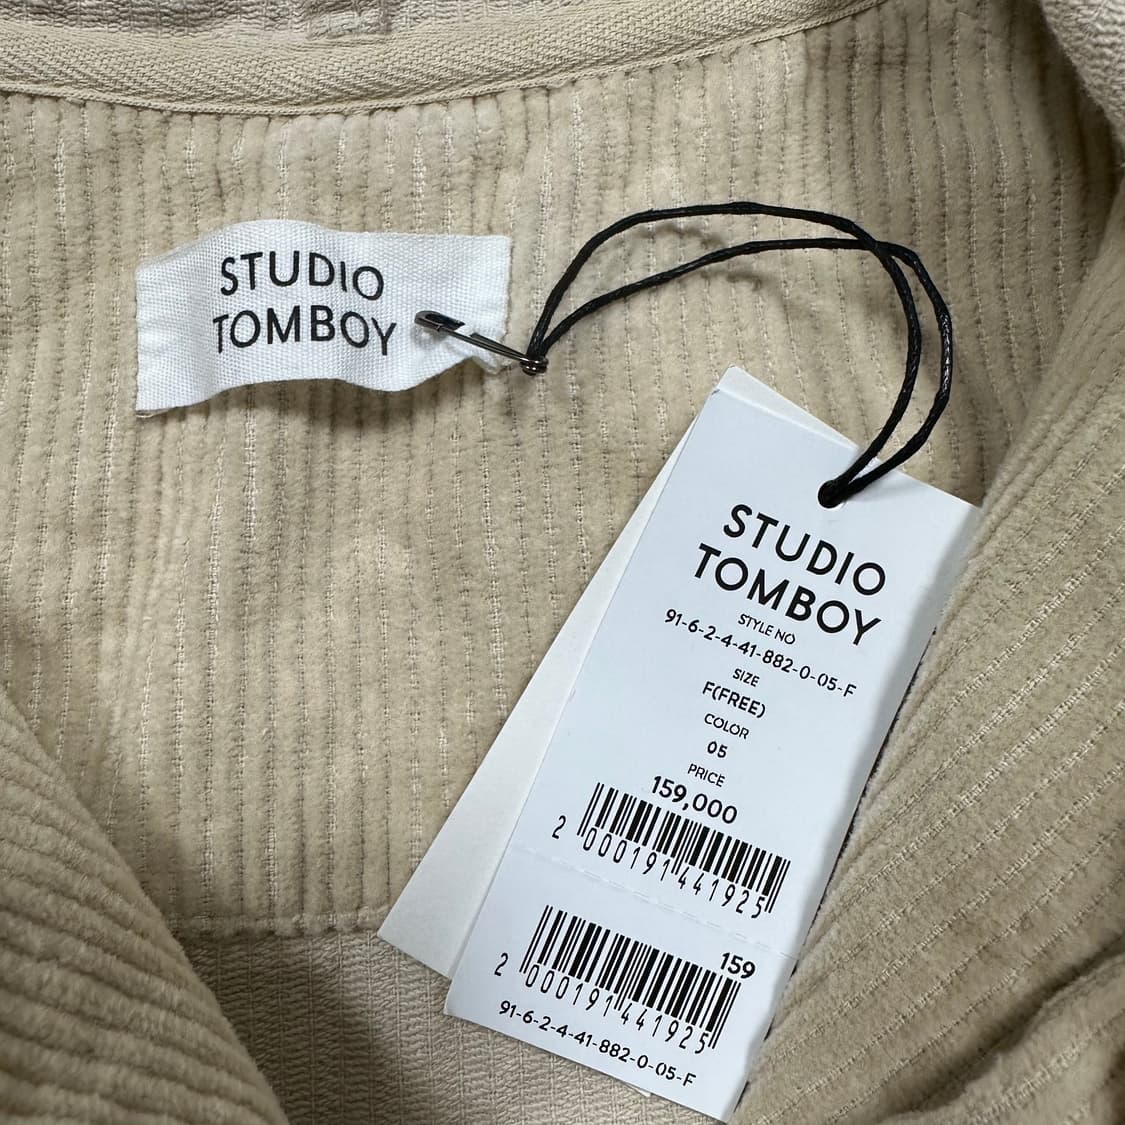 STUDIO
TOMBOY
STUDIO
TOMBOY
STYLE NO
91-6-2-4-41-882-0-05-F
SIZE
F(FREE)
COLOR
05
PRICE
159,000
2 000191 441925
159
2 000191 441925
91-6-2-4-41-882-0-05-F